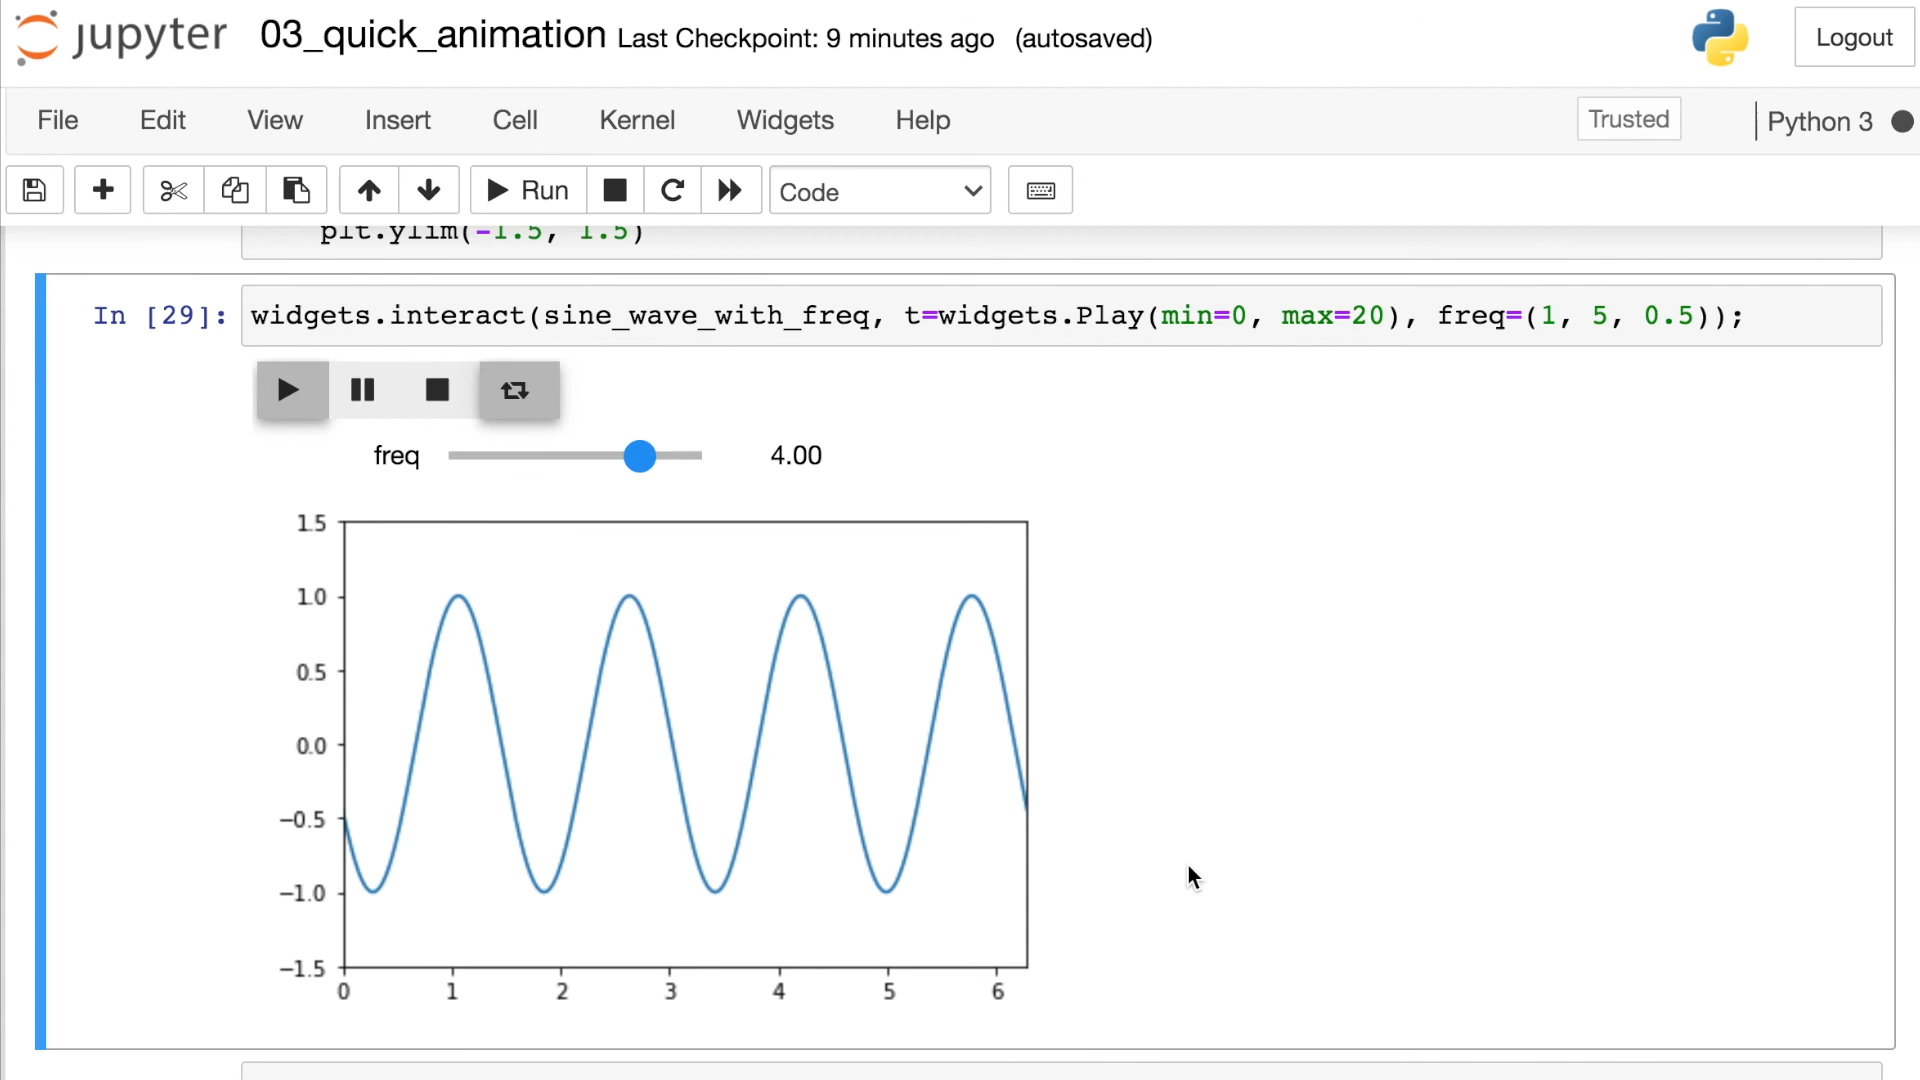 jupyter 03_quick_animation Last Checkpoint: 9 minutes ago (autosaved) Logout
File Edit View Insert Cell Kernel Widgets Help Trusted Python 3
Run Code
plt.ylim(-1.5, 1.5)
In [29]: widgets.interact(sine_wave_with_freq, t=widgets.Play(min=0, max=20), freq=(1, 5, 0.5));
freq 4.00
1.5
1.0
0.5
0.0
−0.5
−1.0
−1.5
0 1 2 3 4 5 6